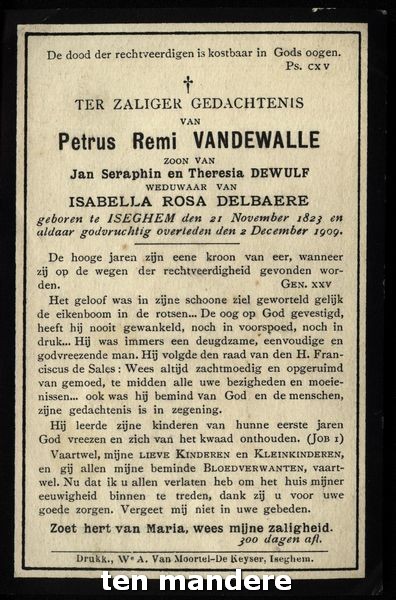 De dood der rechtveerdigen is kostbaar in Gods oogen.
Ps. CXV
†
TER ZALIGER GEDACHTENIS
VAN
Petrus Remi VANDEWALLE
ZOON VAN
Jan Seraphin en Theresia DEWULF
WEDUWAAR VAN
ISABELLA ROSA DELBAERE
geboren te ISEGHEM den 21 November 1823 en
aldaar godvruchtig overleden den 2 December 1909.
De hooge jaren zijn eene kroon van eer, wanneer
zij op de wegen der rechtveerdigheid gevonden wor-
den. GEN. XXV
Het geloof was in zijne schoone ziel geworteld gelijk
de eikenboom in de rotsen... De oog op God gevestigd,
heeft hij nooit gewankeld, noch in voorspoed, noch in
druk... Hij was immers een deugdzame, eenvoudige en
godvreezende man. Hij volgde den raad van den H. Fran-
ciscus de Sales : Wees altijd zachtmoedig en opgeruimd
van gemoed, te midden alle uwe bezigheden en moeie-
nissen... ook was hij bemind van God en de menschen,
zijne gedachtenis is in zegening.
Hij leerde zijne kinderen van hunne eerste jaren
God vreezen en zich van het kwaad onthouden. (JOB I)
Vaartwel, mijne LIEVE KINDEREN en KLEINKINDEREN,
en gij allen mijne beminde BLOEDVERWANTEN, vaart-
wel. Nu dat ik u allen verlaten heb om het huis mijner
eeuwigheid binnen te treden, dank zij u voor uwe
goede zorgen. Vergeet mij niet in uwe gebeden.
Zoet hert van Maria, wees mijne zaligheid.
300 dagen afl.
Drukk., We A. Van Moortel-De Keyser, Iseghem.
ten mandere